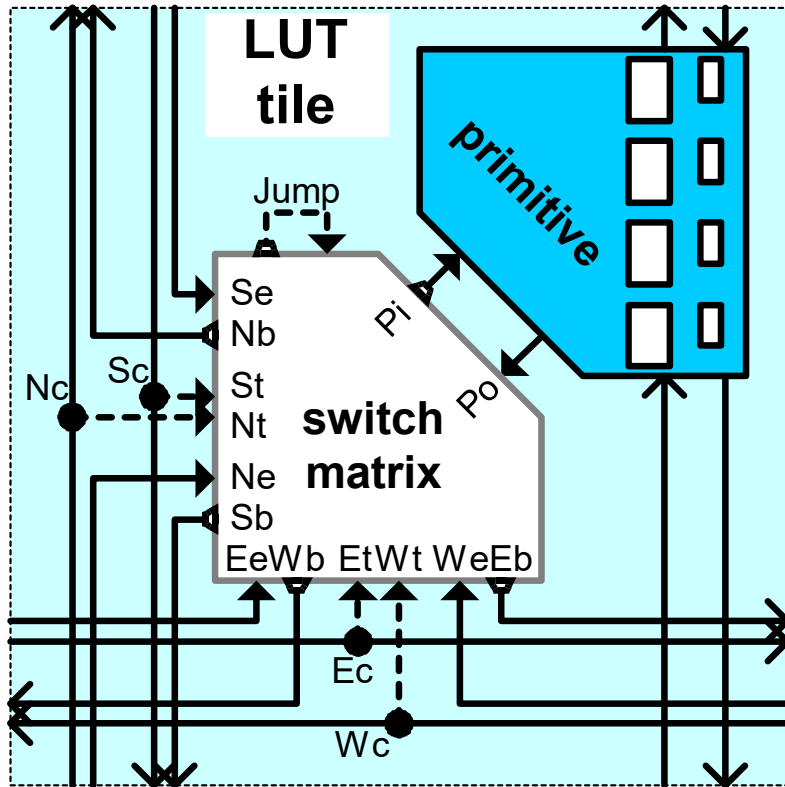 LUT
tile
primitive
Jump
Se
Pi
Nb
Sc
Nc
St
Po
Nt
switch
matrix
Ne
Sb
EeWb EtWt WeEb
Ec
Wc